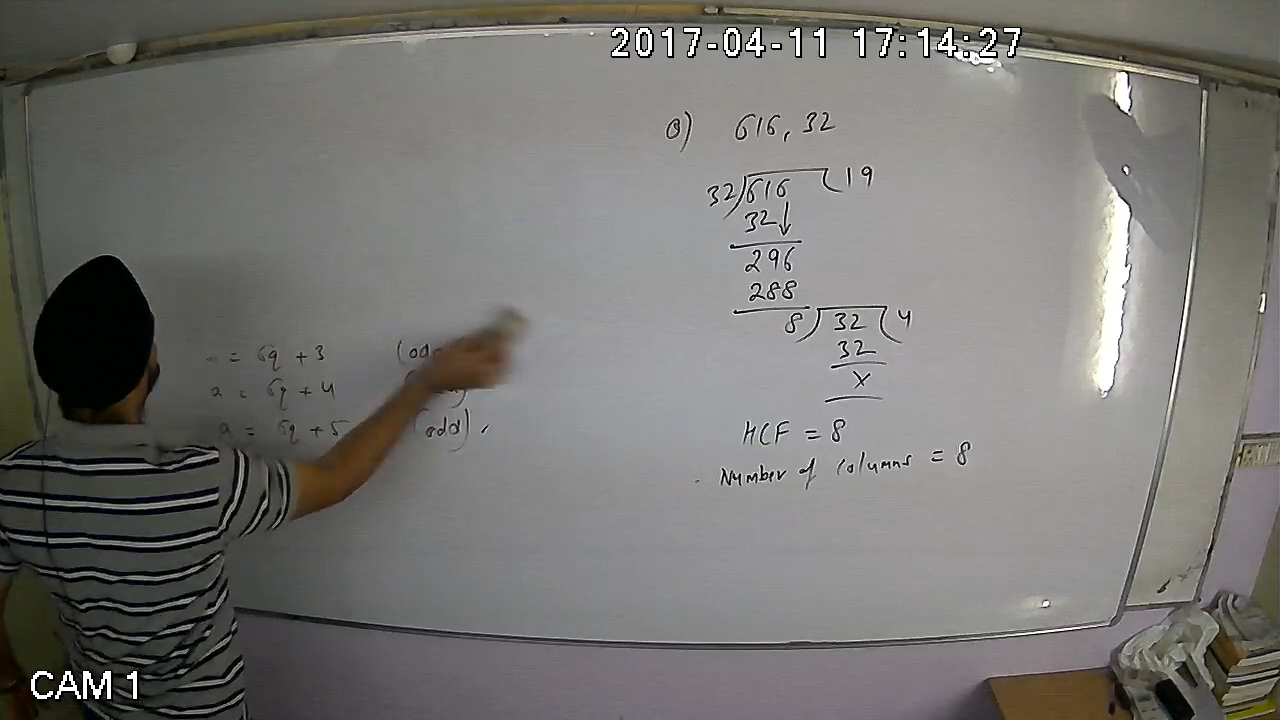 2017-04-11 17:14:27
= 6q + 3
a = 6q + 4
a = 6q + 5 (odd),
Q) 616, 32
32)616(19
32↓
296
288
8)32(4
32
x
HCF = 8
Number of columns = 8
CAM 1